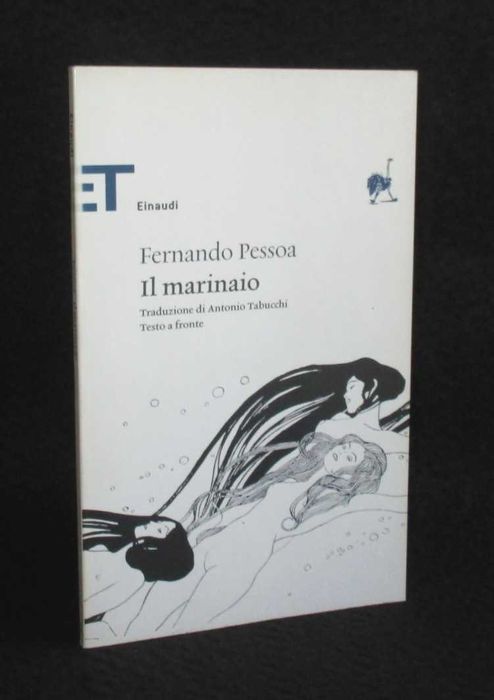 ET
Einaudi
Fernando Pessoa
Il marinaio
Traduzione di Antonio Tabucchi
Testo a fronte